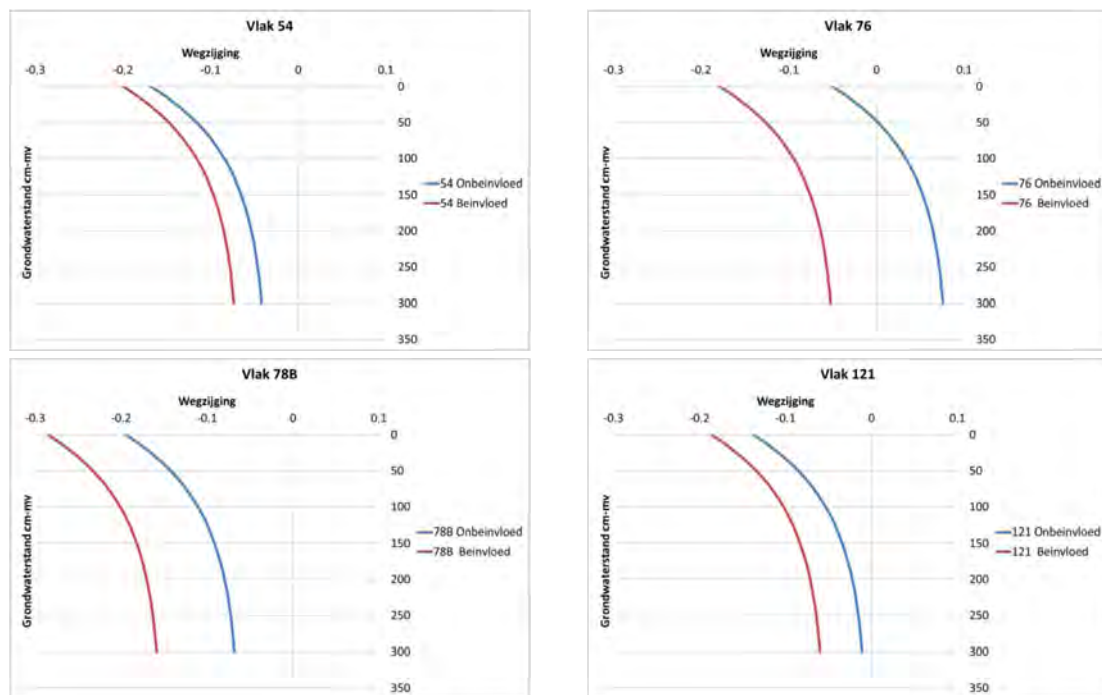 Vlak 54
Wegzijging
-0.3 -0.2 -0.1 0 0.1
0
50
100
150
200
250
300
350
Grondwaterstand cm-mv
54 Onbeinvloed
54 Beinvloed
Vlak 76
Wegzijging
-0.3 -0.2 -0.1 0 0.1
0
50
100
150
200
250
300
350
Grondwaterstand cm-mv
76 Onbeinvloed
76 Beinvloed
Vlak 78B
Wegzijging
-0.3 -0.2 -0.1 0 0.1
0
50
100
150
200
250
300
350
Grondwaterstand cm-mv
78B Onbeinvloed
78B Beinvloed
Vlak 121
Wegzijging
-0.3 -0.2 -0.1 0 0.1
0
50
100
150
200
250
300
350
Grondwaterstand cm-mv
121 Onbeinvloed
121 Beinvloed